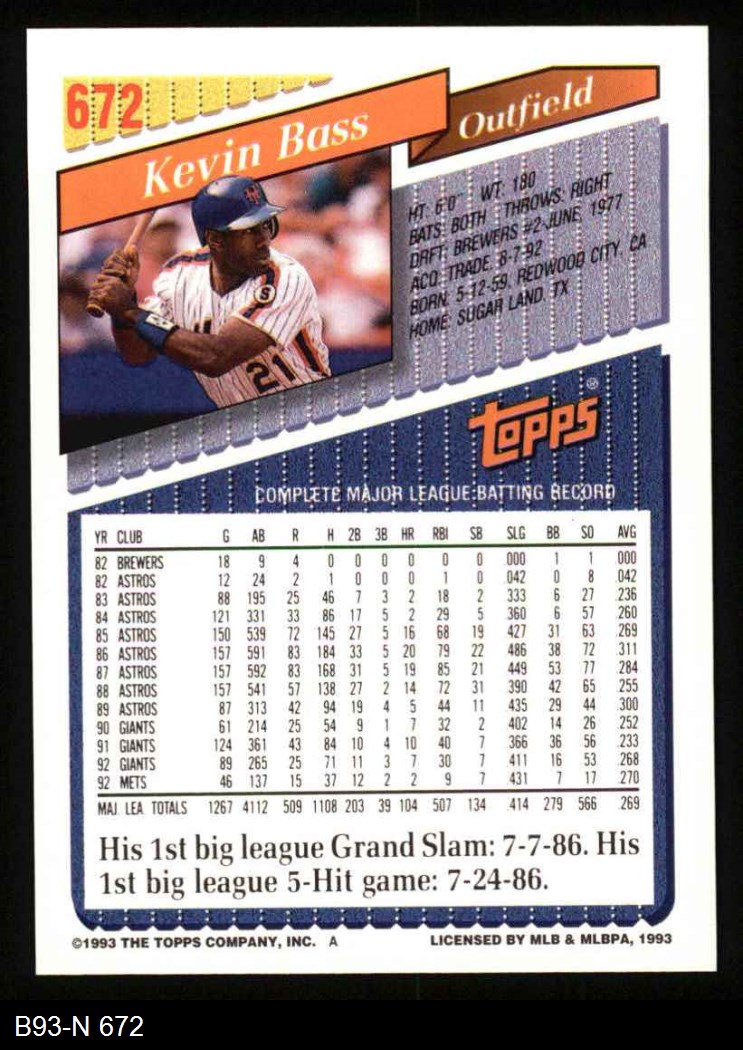 672
Kevin Bass
Outfield
HT: 6'0" WT: 180
BATS: BOTH THROWS: RIGHT
DRFT: BREWERS #2-JUNE, 1977
ACQ: TRADE, 8-7-92
BORN: 5-12-59, REDWOOD CITY, CA
HOME: SUGAR LAND, TX
S
21
topps®
COMPLETE MAJOR LEAGUE BATTING RECORD
YR CLUB G AB R H 2B 3B HR RBI SB SLG BB SO AVG
82 BREWERS 18 9 4 0 0 0 0 0 0 .000 1 1 .000
82 ASTROS 12 24 2 1 0 0 0 1 0 .042 0 8 .042
83 ASTROS 88 195 25 46 7 3 2 18 2 .333 6 27 .236
84 ASTROS 121 331 33 86 17 5 2 29 5 .360 6 57 .260
85 ASTROS 150 539 72 145 27 5 16 68 19 .427 31 63 .269
86 ASTROS 157 591 83 184 33 5 20 79 22 .486 38 72 .311
87 ASTROS 157 592 83 168 31 5 19 85 21 .449 53 77 .284
88 ASTROS 157 541 57 138 27 2 14 72 31 .390 42 65 .255
89 ASTROS 87 313 42 94 19 4 5 44 11 .435 29 44 .300
90 GIANTS 61 214 25 54 9 1 7 32 2 .402 14 26 .252
91 GIANTS 124 361 43 84 10 4 10 40 7 .366 36 56 .233
92 GIANTS 89 265 25 71 11 3 7 30 7 .411 16 53 .268
92 METS 46 137 15 37 12 2 2 9 7 .431 7 17 .270
MAJ. LEA. TOTALS 1267 4112 509 1108 203 39 104 507 134 .414 279 566 .269
His 1st big league Grand Slam: 7-7-86. His
1st big league 5-Hit game: 7-24-86.
©1993 THE TOPPS COMPANY, INC. A
LICENSED BY MLB & MLBPA, 1993
B93-N 672